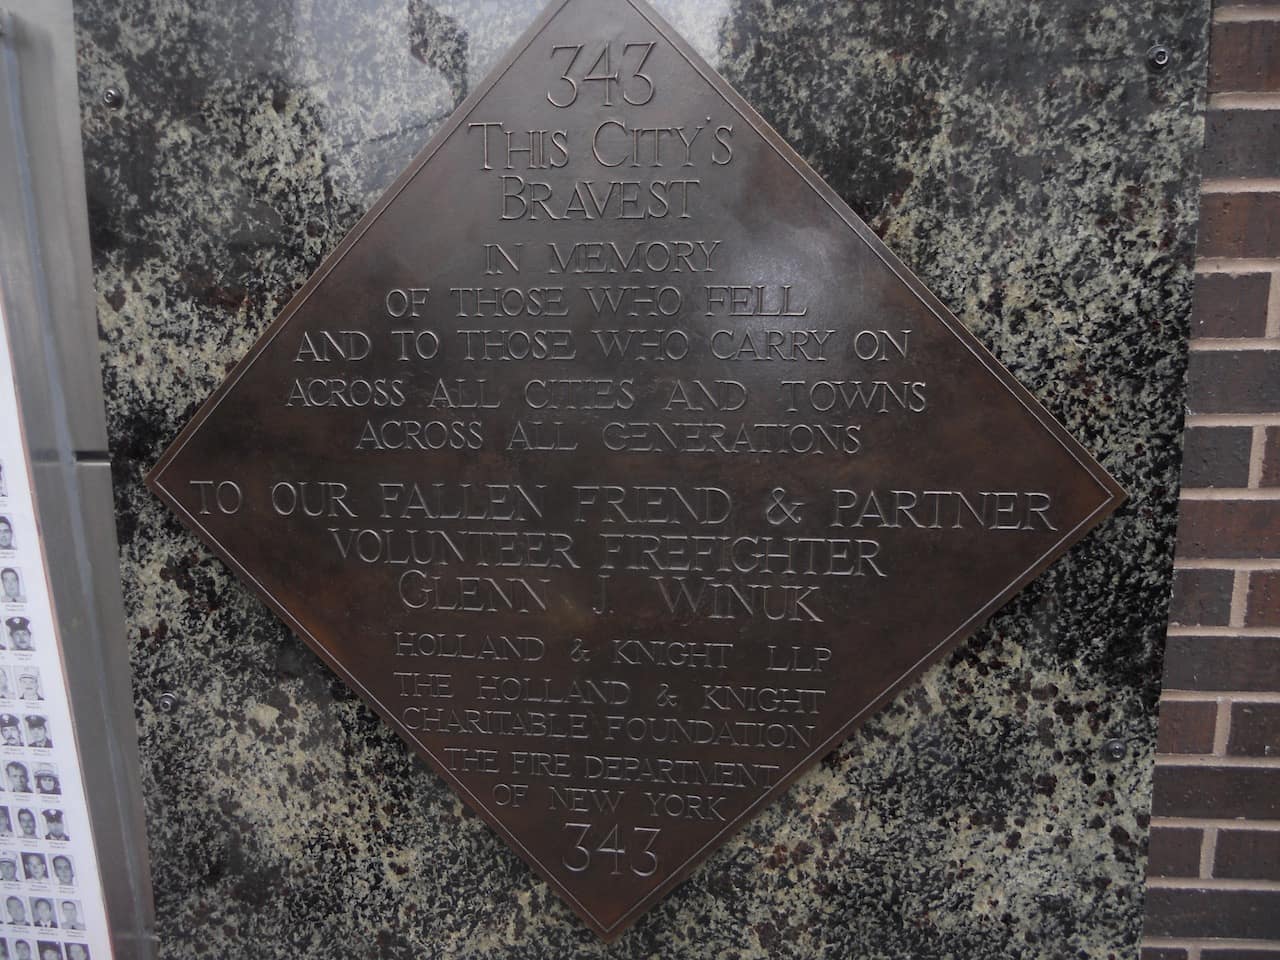 343
This City's
Bravest
in memory
of those who fell
and to those who carry on
across all cities and towns
across all generations
to our fallen friend & partner
volunteer firefighter
Glenn J. Winuk
Holland & Knight LLP
The Holland & Knight
Charitable Foundation
The Fire Department
of New York
343